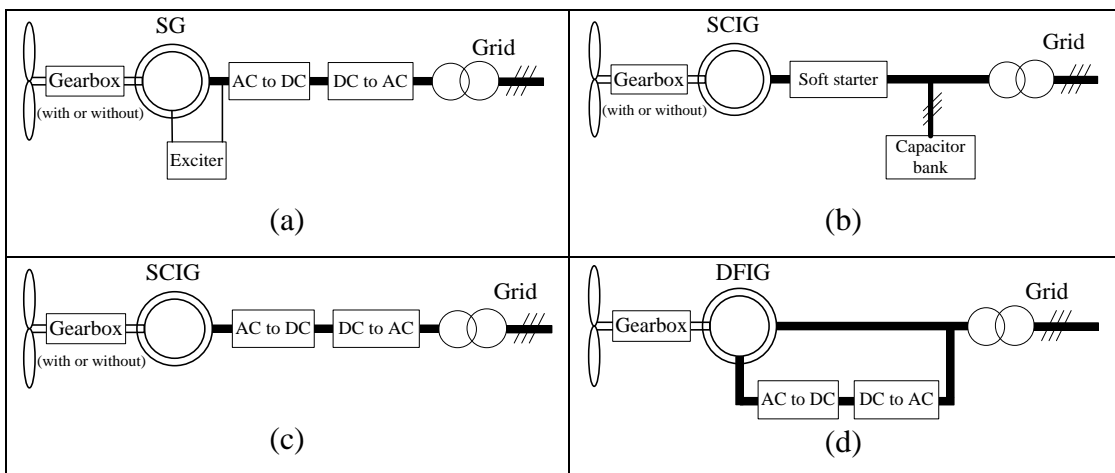 SG
Grid
Gearbox
AC to DC
DC to AC
(with or without)
Exciter
(a)
SCIG
Grid
Gearbox
Soft starter
(with or without)
Capacitor
bank
(b)
SCIG
Grid
Gearbox
AC to DC
DC to AC
(with or without)
(c)
DFIG
Grid
Gearbox
AC to DC
DC to AC
(d)